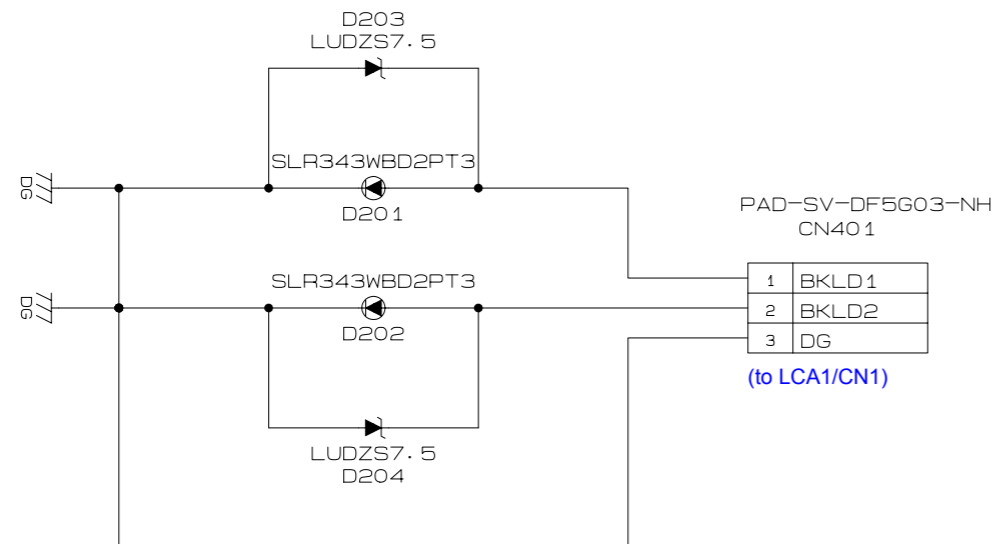 D203
LUDZS7.5
SLR343WBD2PT3
DG
D201
PAD-SV-DF5G03-NH
CN401
SLR343WBD2PT3
1 BKLD1
DG
2 BKLD2
D202
3 DG
(to LCA1/CN1)
LUDZS7.5
D204